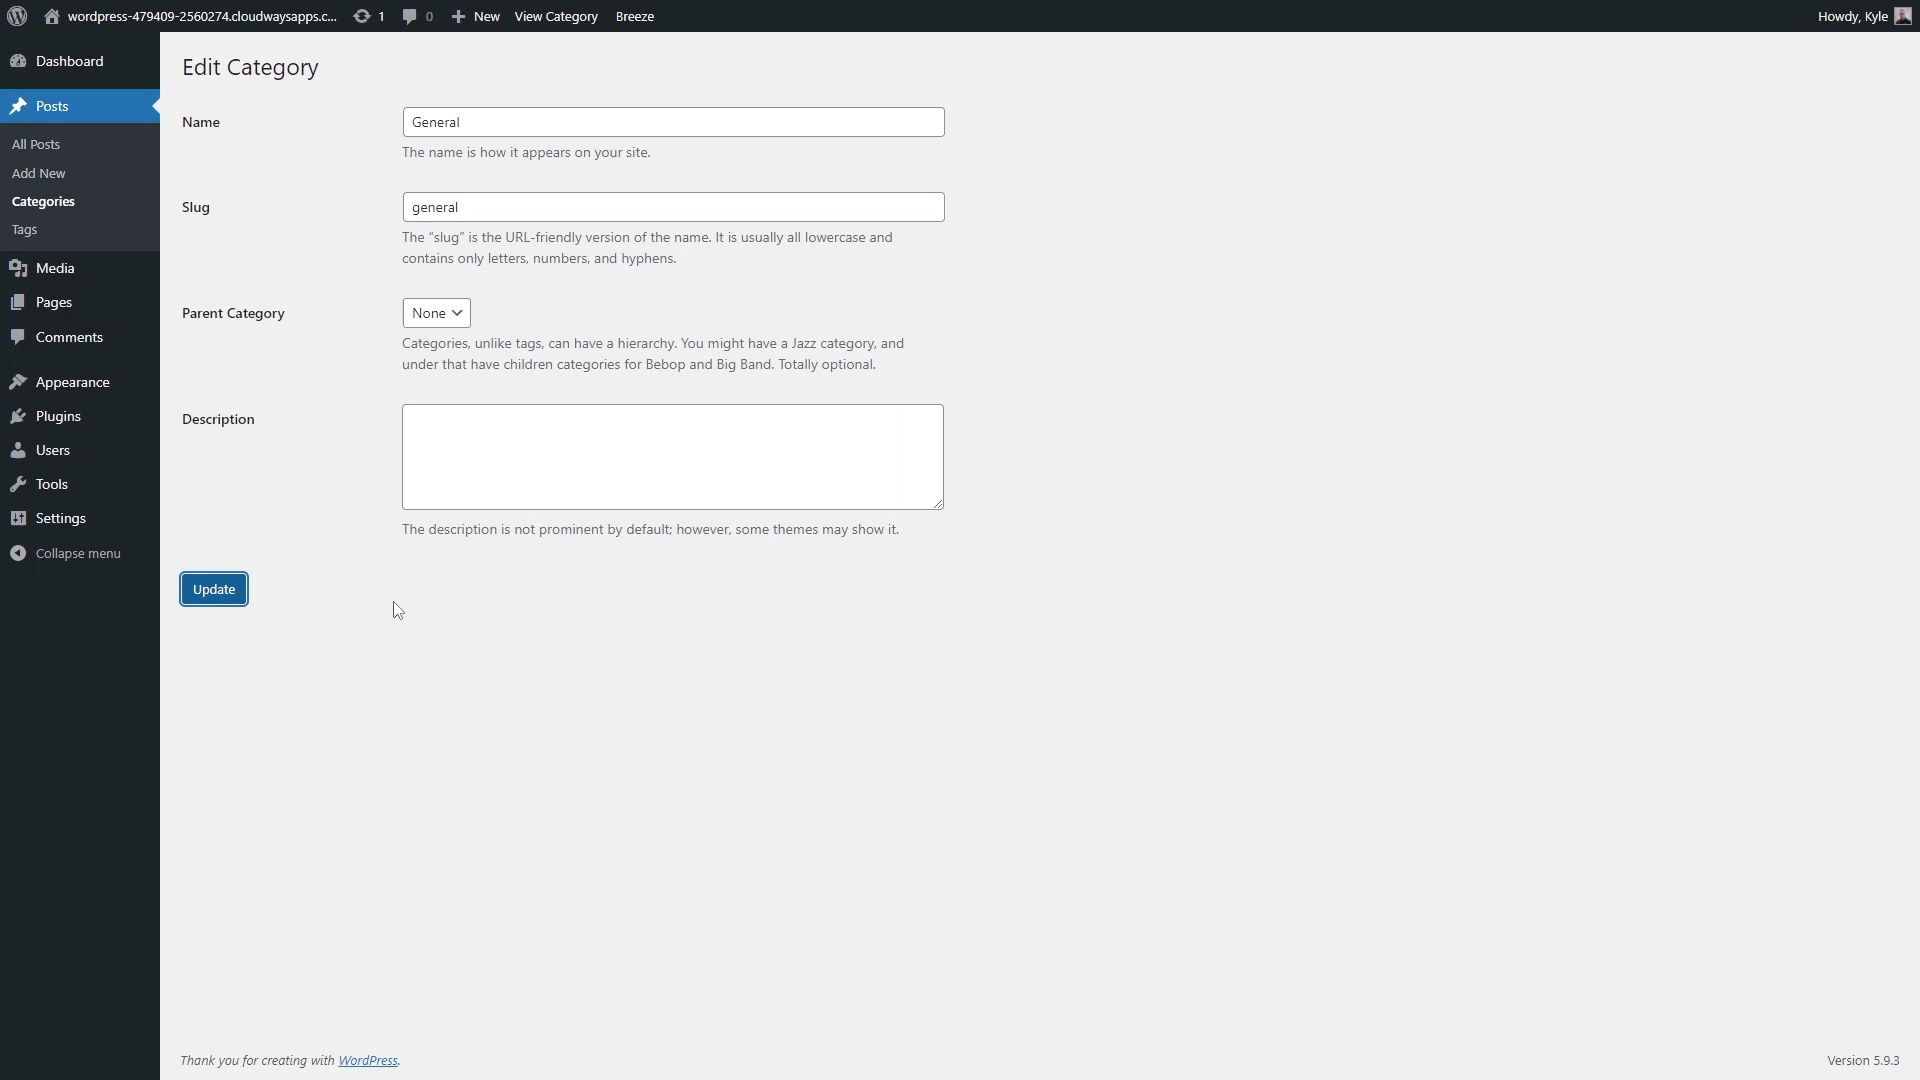 wordpress-479409-2560274.cloudwaysapps.c... 1 0 New View Category Breeze Howdy, Kyle
Dashboard
Posts
All Posts
Add New
Categories
Tags
Media
Pages
Comments
Appearance
Plugins
Users
Tools
Settings
Collapse menu
Edit Category
Name
General
The name is how it appears on your site.
Slug
general
The “slug” is the URL-friendly version of the name. It is usually all lowercase and
contains only letters, numbers, and hyphens.
Parent Category
None
Categories, unlike tags, can have a hierarchy. You might have a Jazz category, and
under that have children categories for Bebop and Big Band. Totally optional.
Description
The description is not prominent by default; however, some themes may show it.
Update
Thank you for creating with WordPress.
Version 5.9.3